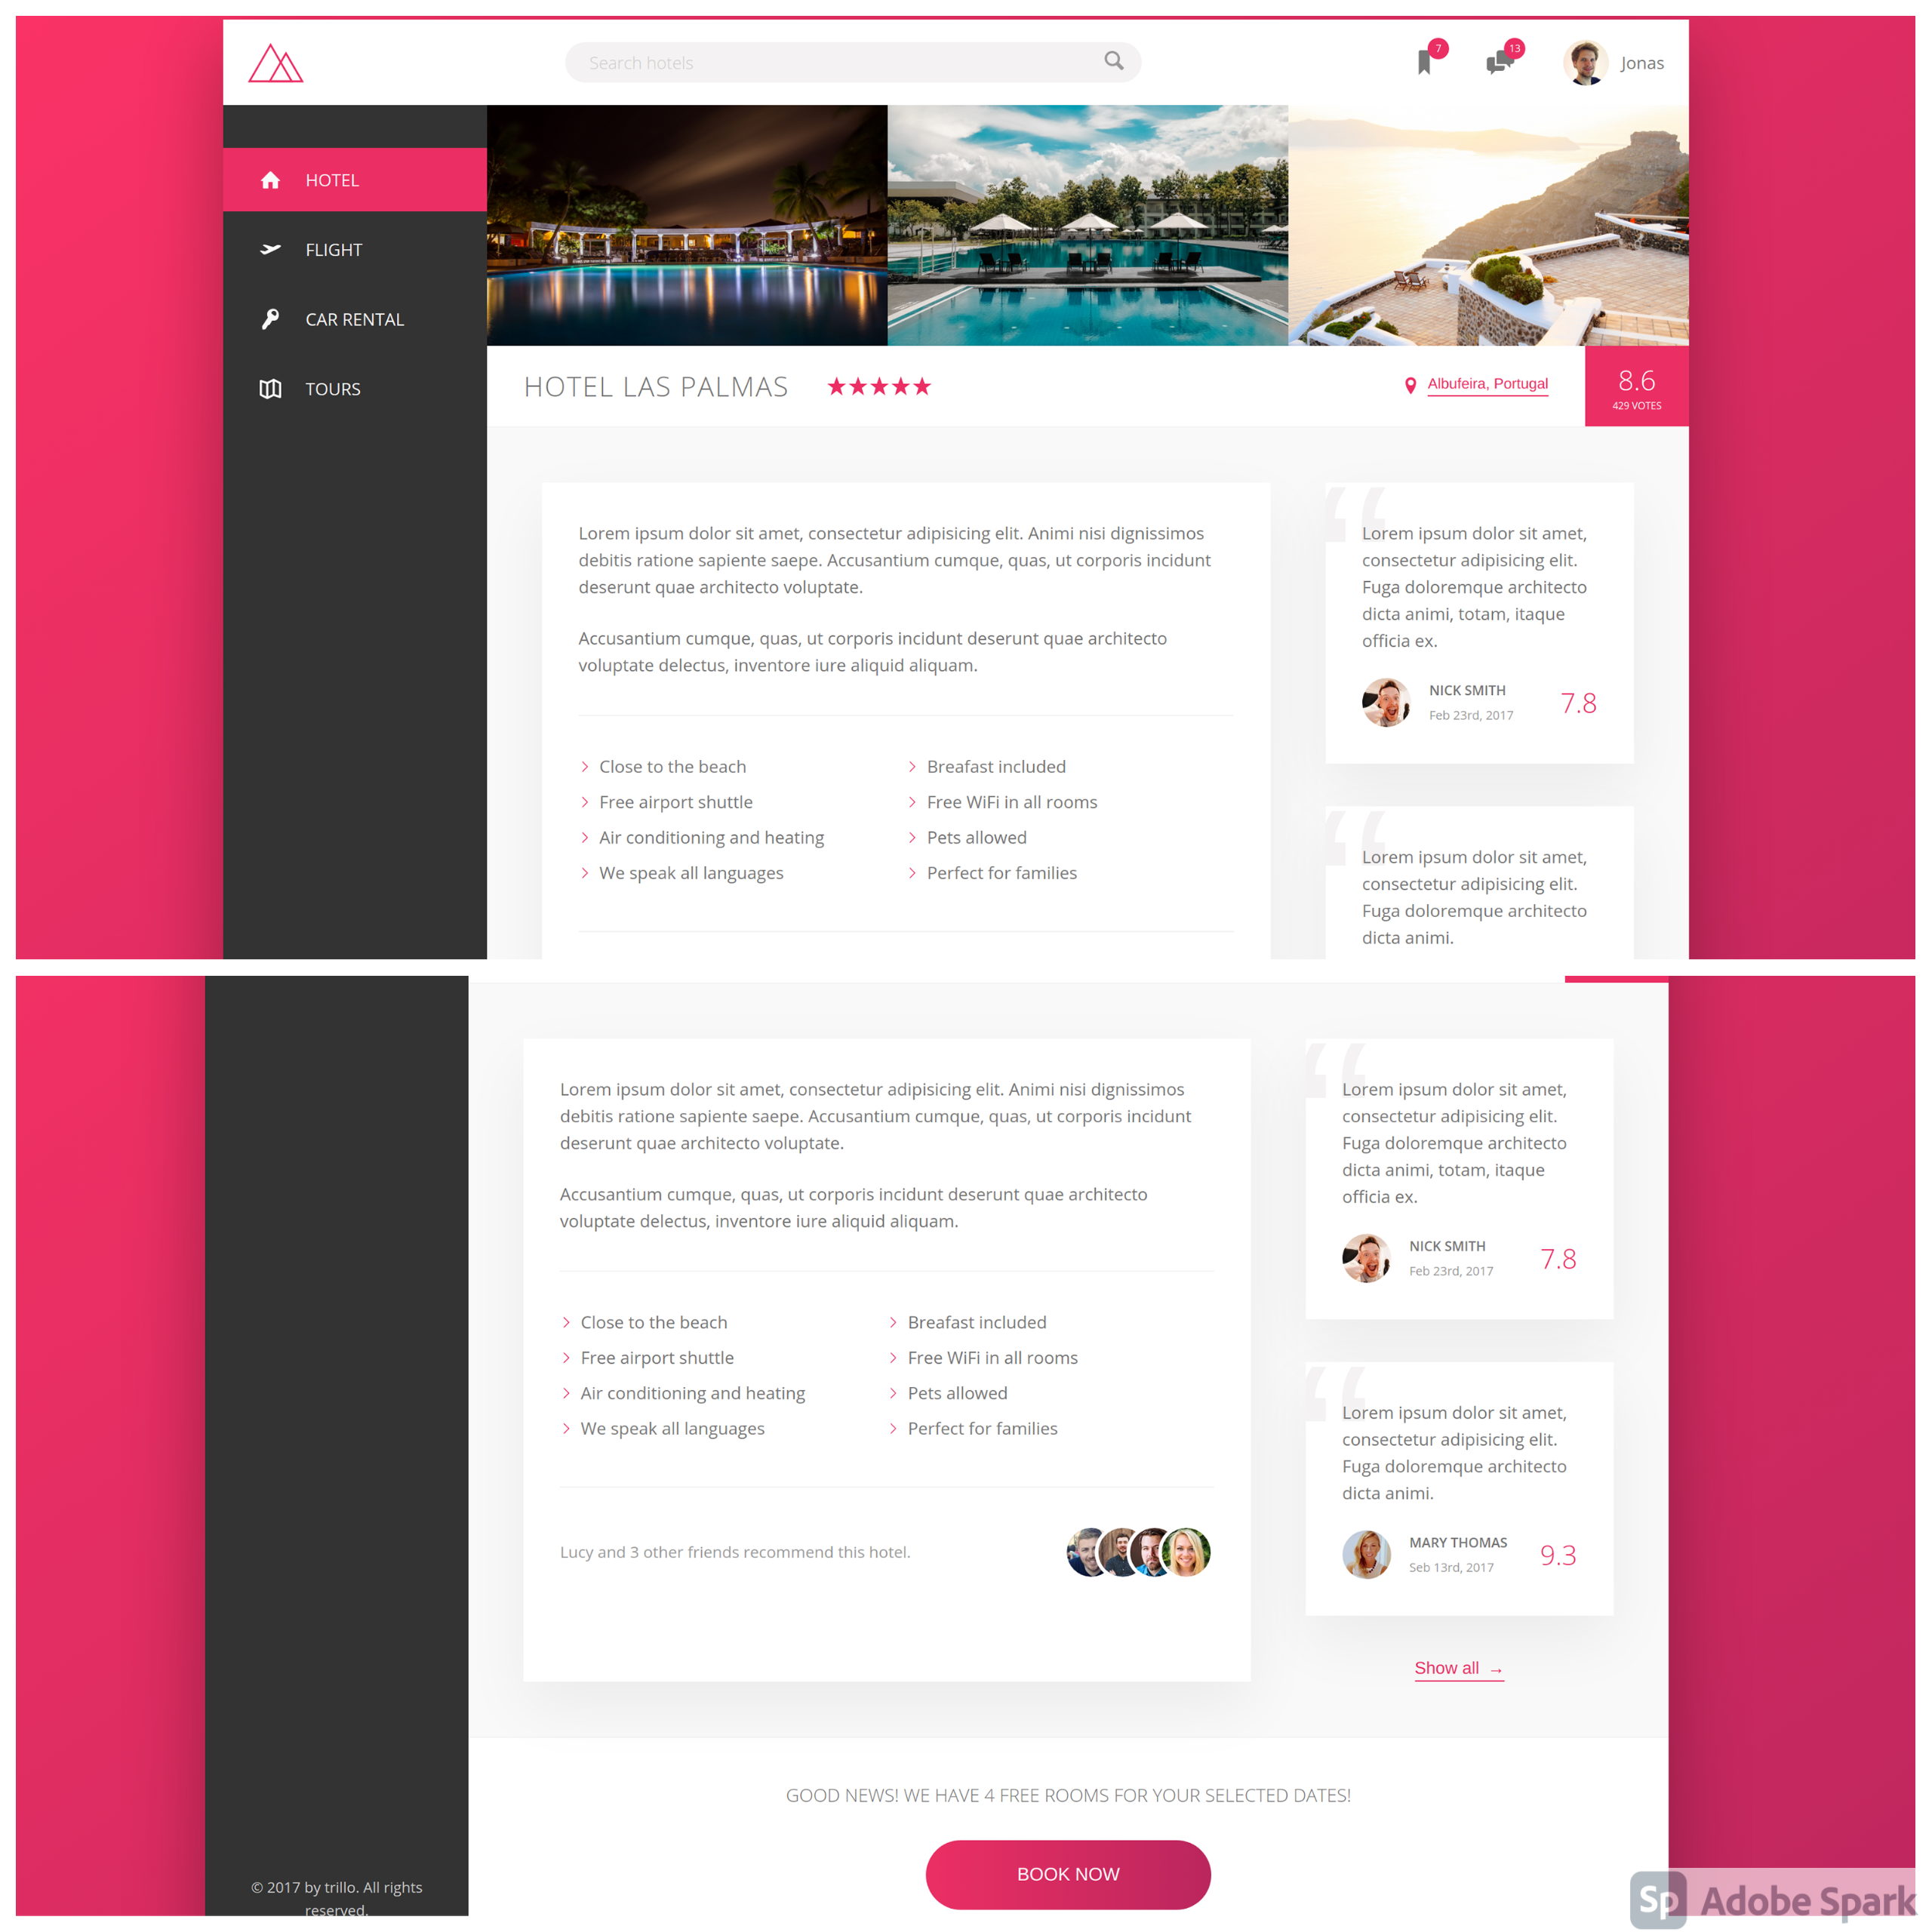 Search hotels
7
13
Jonas
HOTEL
FLIGHT
CAR RENTAL
TOURS
HOTEL LAS PALMAS
Albufeira, Portugal
8.6
429 VOTES
Lorem ipsum dolor sit amet, consectetur adipisicing elit. Animi nisi dignissimos
debitis ratione sapiente saepe. Accusantium cumque, quas, ut corporis incidunt
deserunt quae architecto voluptate.
Accusantium cumque, quas, ut corporis incidunt deserunt quae architecto
voluptate delectus, inventore iure aliquid aliquam.
Close to the beach
Free airport shuttle
Air conditioning and heating
We speak all languages
Breafast included
Free WiFi in all rooms
Pets allowed
Perfect for families
“
Lorem ipsum dolor sit amet,
consectetur adipisicing elit.
Fuga doloremque architecto
dicta animi, totam, itaque
officia ex.
NICK SMITH
Feb 23rd, 2017
7.8
“
Lorem ipsum dolor sit amet,
consectetur adipisicing elit.
Fuga doloremque architecto
dicta animi.
Lorem ipsum dolor sit amet, consectetur adipisicing elit. Animi nisi dignissimos
debitis ratione sapiente saepe. Accusantium cumque, quas, ut corporis incidunt
deserunt quae architecto voluptate.
Accusantium cumque, quas, ut corporis incidunt deserunt quae architecto
voluptate delectus, inventore iure aliquid aliquam.
Close to the beach
Free airport shuttle
Air conditioning and heating
We speak all languages
Breafast included
Free WiFi in all rooms
Pets allowed
Perfect for families
Lucy and 3 other friends recommend this hotel.
“
Lorem ipsum dolor sit amet,
consectetur adipisicing elit.
Fuga doloremque architecto
dicta animi, totam, itaque
officia ex.
NICK SMITH
Feb 23rd, 2017
7.8
“
Lorem ipsum dolor sit amet,
consectetur adipisicing elit.
Fuga doloremque architecto
dicta animi.
MARY THOMAS
Seb 13rd, 2017
9.3
Show all →
GOOD NEWS! WE HAVE 4 FREE ROOMS FOR YOUR SELECTED DATES!
BOOK NOW
© 2017 by trillo. All rights
reserved.
Sp Adobe Spark